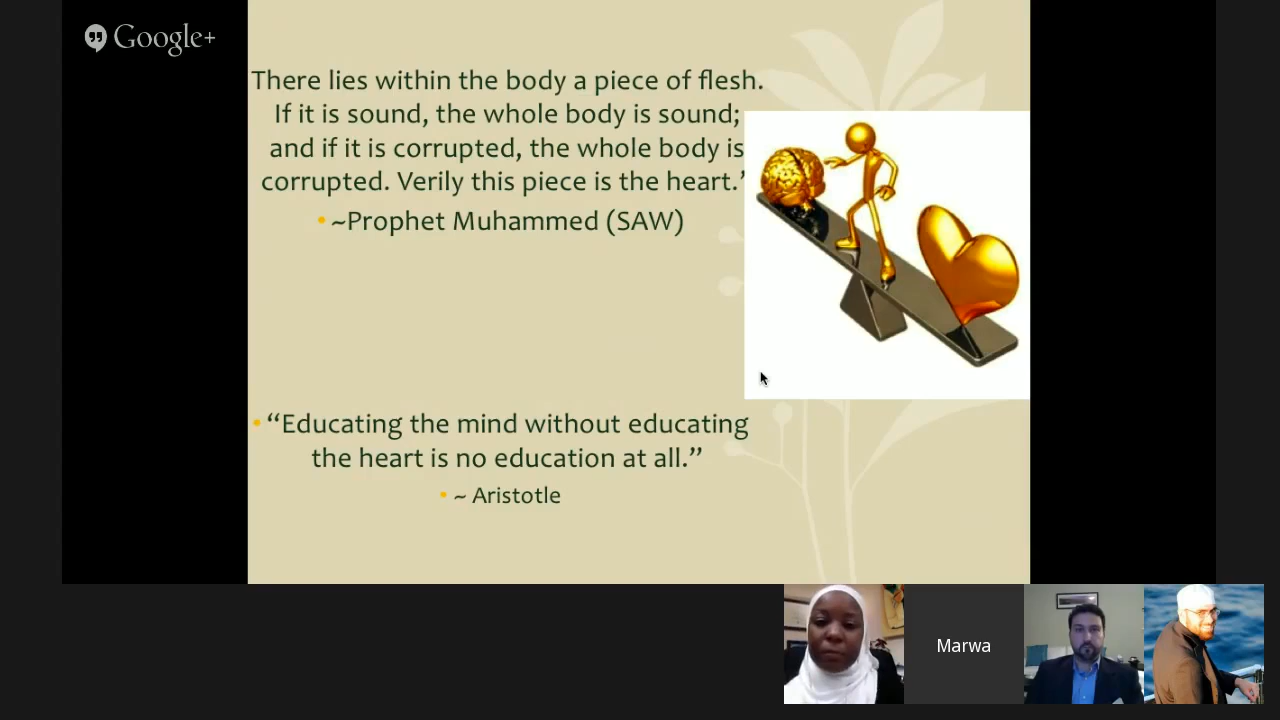 Google+
There lies within the body a piece of flesh.
If it is sound, the whole body is sound;
and if it is corrupted, the whole body is
corrupted. Verily this piece is the heart.’
• ~Prophet Muhammed (SAW)
• “Educating the mind without educating
the heart is no education at all.”
• ~ Aristotle
Marwa